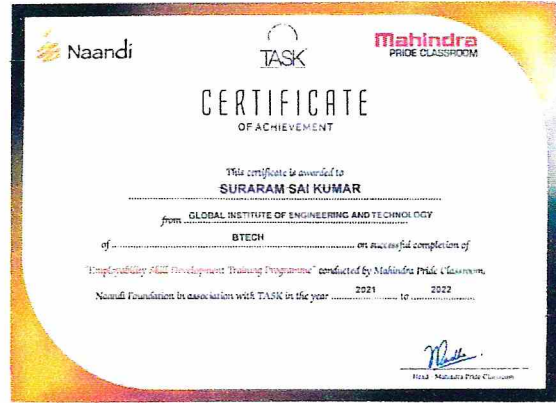 Naandi
TASK
Mahindra
PRIDE CLASSROOM
CERTIFICATE
OF ACHIEVEMENT
This certificate is awarded to
SURARAM SAI KUMAR
from GLOBAL INSTITUTE OF ENGINEERING AND TECHNOLOGY
of BTECH on successful completion of
"Employability Skill Development Training Programme" conducted by Mahindra Pride Classroom,
Naandi Foundation in association with TASK in the year 2021 to 2022
Head - Mahindra Pride Classroom